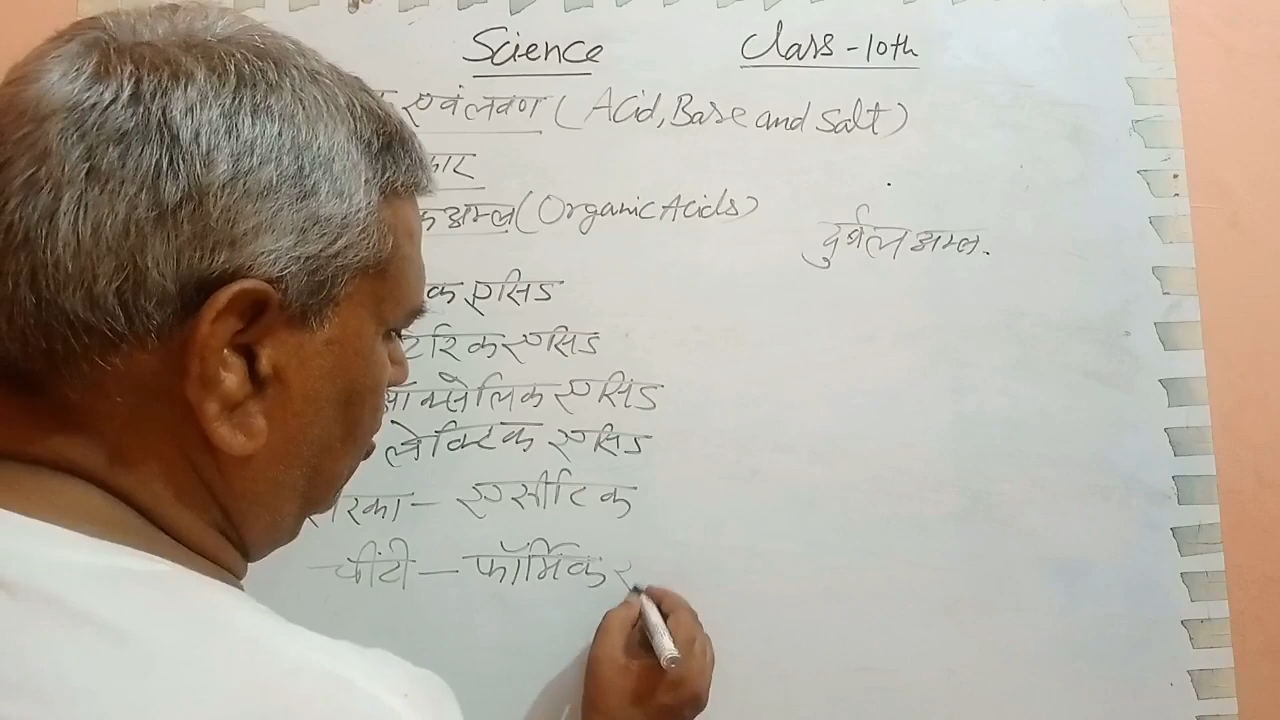 Science Class - 10th
एवं लवण (Acid, Base and Salt)
अम्ल (Organic Acids)
दुर्बल अम्ल.
क एसिड
टरिक एसिड
ऑक्सेलिक एसिड
लेक्टिक एसिड
सिरका - एसीटिक
चींटी - फॉर्मिक